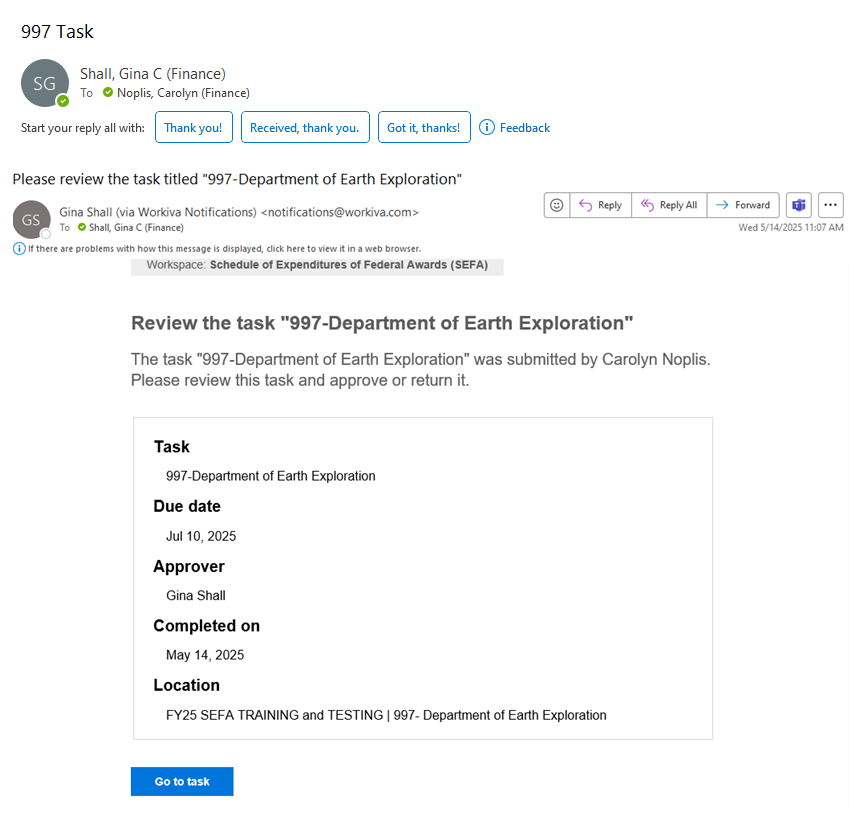 997 Task
SG
Shall, Gina C (Finance)
To Noplis, Carolyn (Finance)
Start your reply all with: Thank you! Received, thank you. Got it, thanks! Feedback
Please review the task titled "997-Department of Earth Exploration"
GS
Gina Shall (via Workiva Notifications) <notifications@workiva.com>
To Shall, Gina C (Finance)
Reply Reply All Forward
Wed 5/14/2025 11:07 AM
If there are problems with how this message is displayed, click here to view it in a web browser.
Workspace: Schedule of Expenditures of Federal Awards (SEFA)
Review the task "997-Department of Earth Exploration"
The task "997-Department of Earth Exploration" was submitted by Carolyn Noplis.
Please review this task and approve or return it.
Task
997-Department of Earth Exploration
Due date
Jul 10, 2025
Approver
Gina Shall
Completed on
May 14, 2025
Location
FY25 SEFA TRAINING and TESTING | 997- Department of Earth Exploration
Go to task